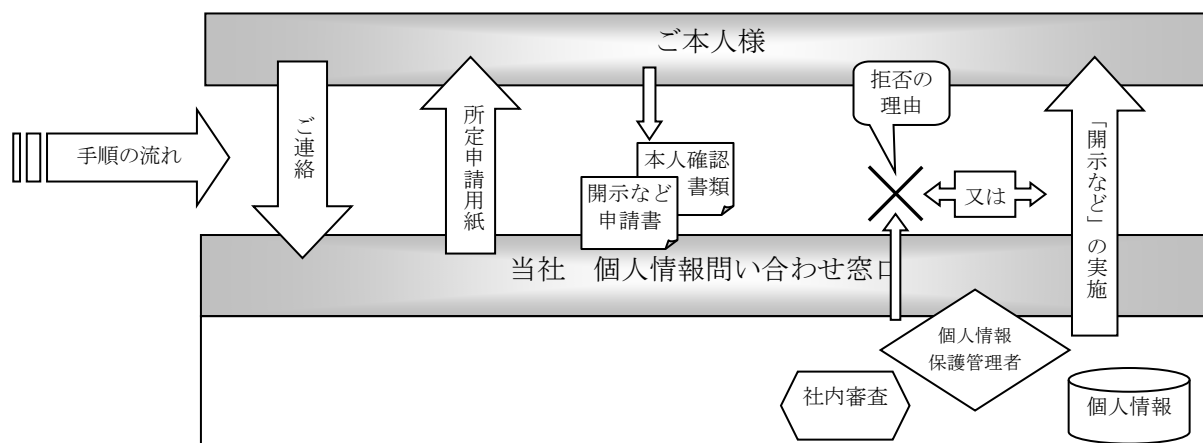 ご本人様
手順の流れ
ご連絡
所定申請用紙
本人確認
書類
開示など
申請書
拒否の
理由
又は
「開示など」の実施
当社　個人情報問い合わせ窓口
個人情報
保護管理者
社内審査
個人情報